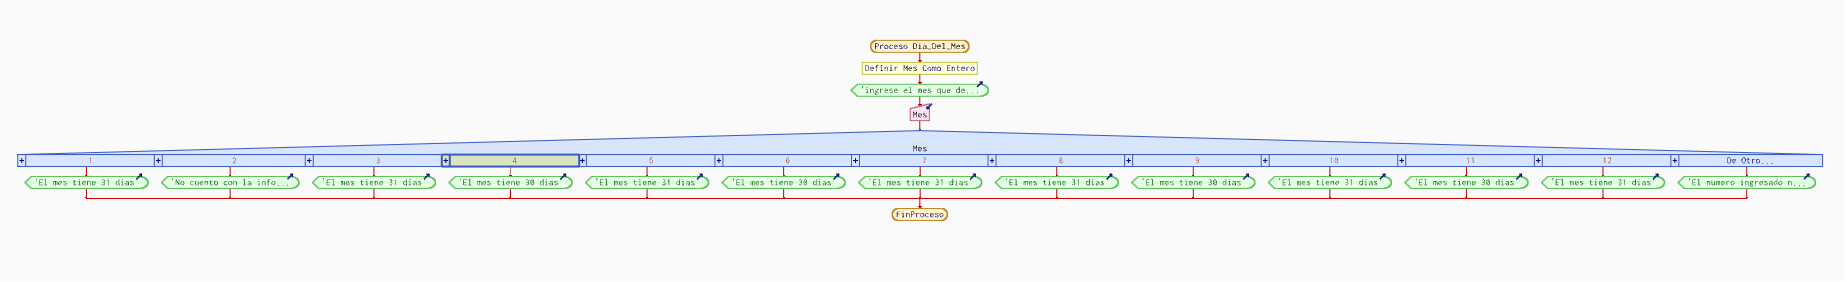 Proceso Dia_Del_Mes
Definir Mes Como Entero
'ingrese el mes que de...
Mes
Mes
+ 1 + 2 + 3 + 4 + 5 + 6 + 7 + 8 + 9 + 10 + 11 + 12 + De Otro...
'El mes tiene 31 dias' 'No cuento con la info... 'El mes tiene 31 dias' 'El mes tiene 30 dias' 'El mes tiene 31 dias' 'El mes tiene 30 dias' 'El mes tiene 31 dias' 'El mes tiene 31 dias' 'El mes tiene 30 dias' 'El mes tiene 31 dias' 'El mes tiene 30 dias' 'El mes tiene 31 dias' 'El numero ingresado n...
FinProceso